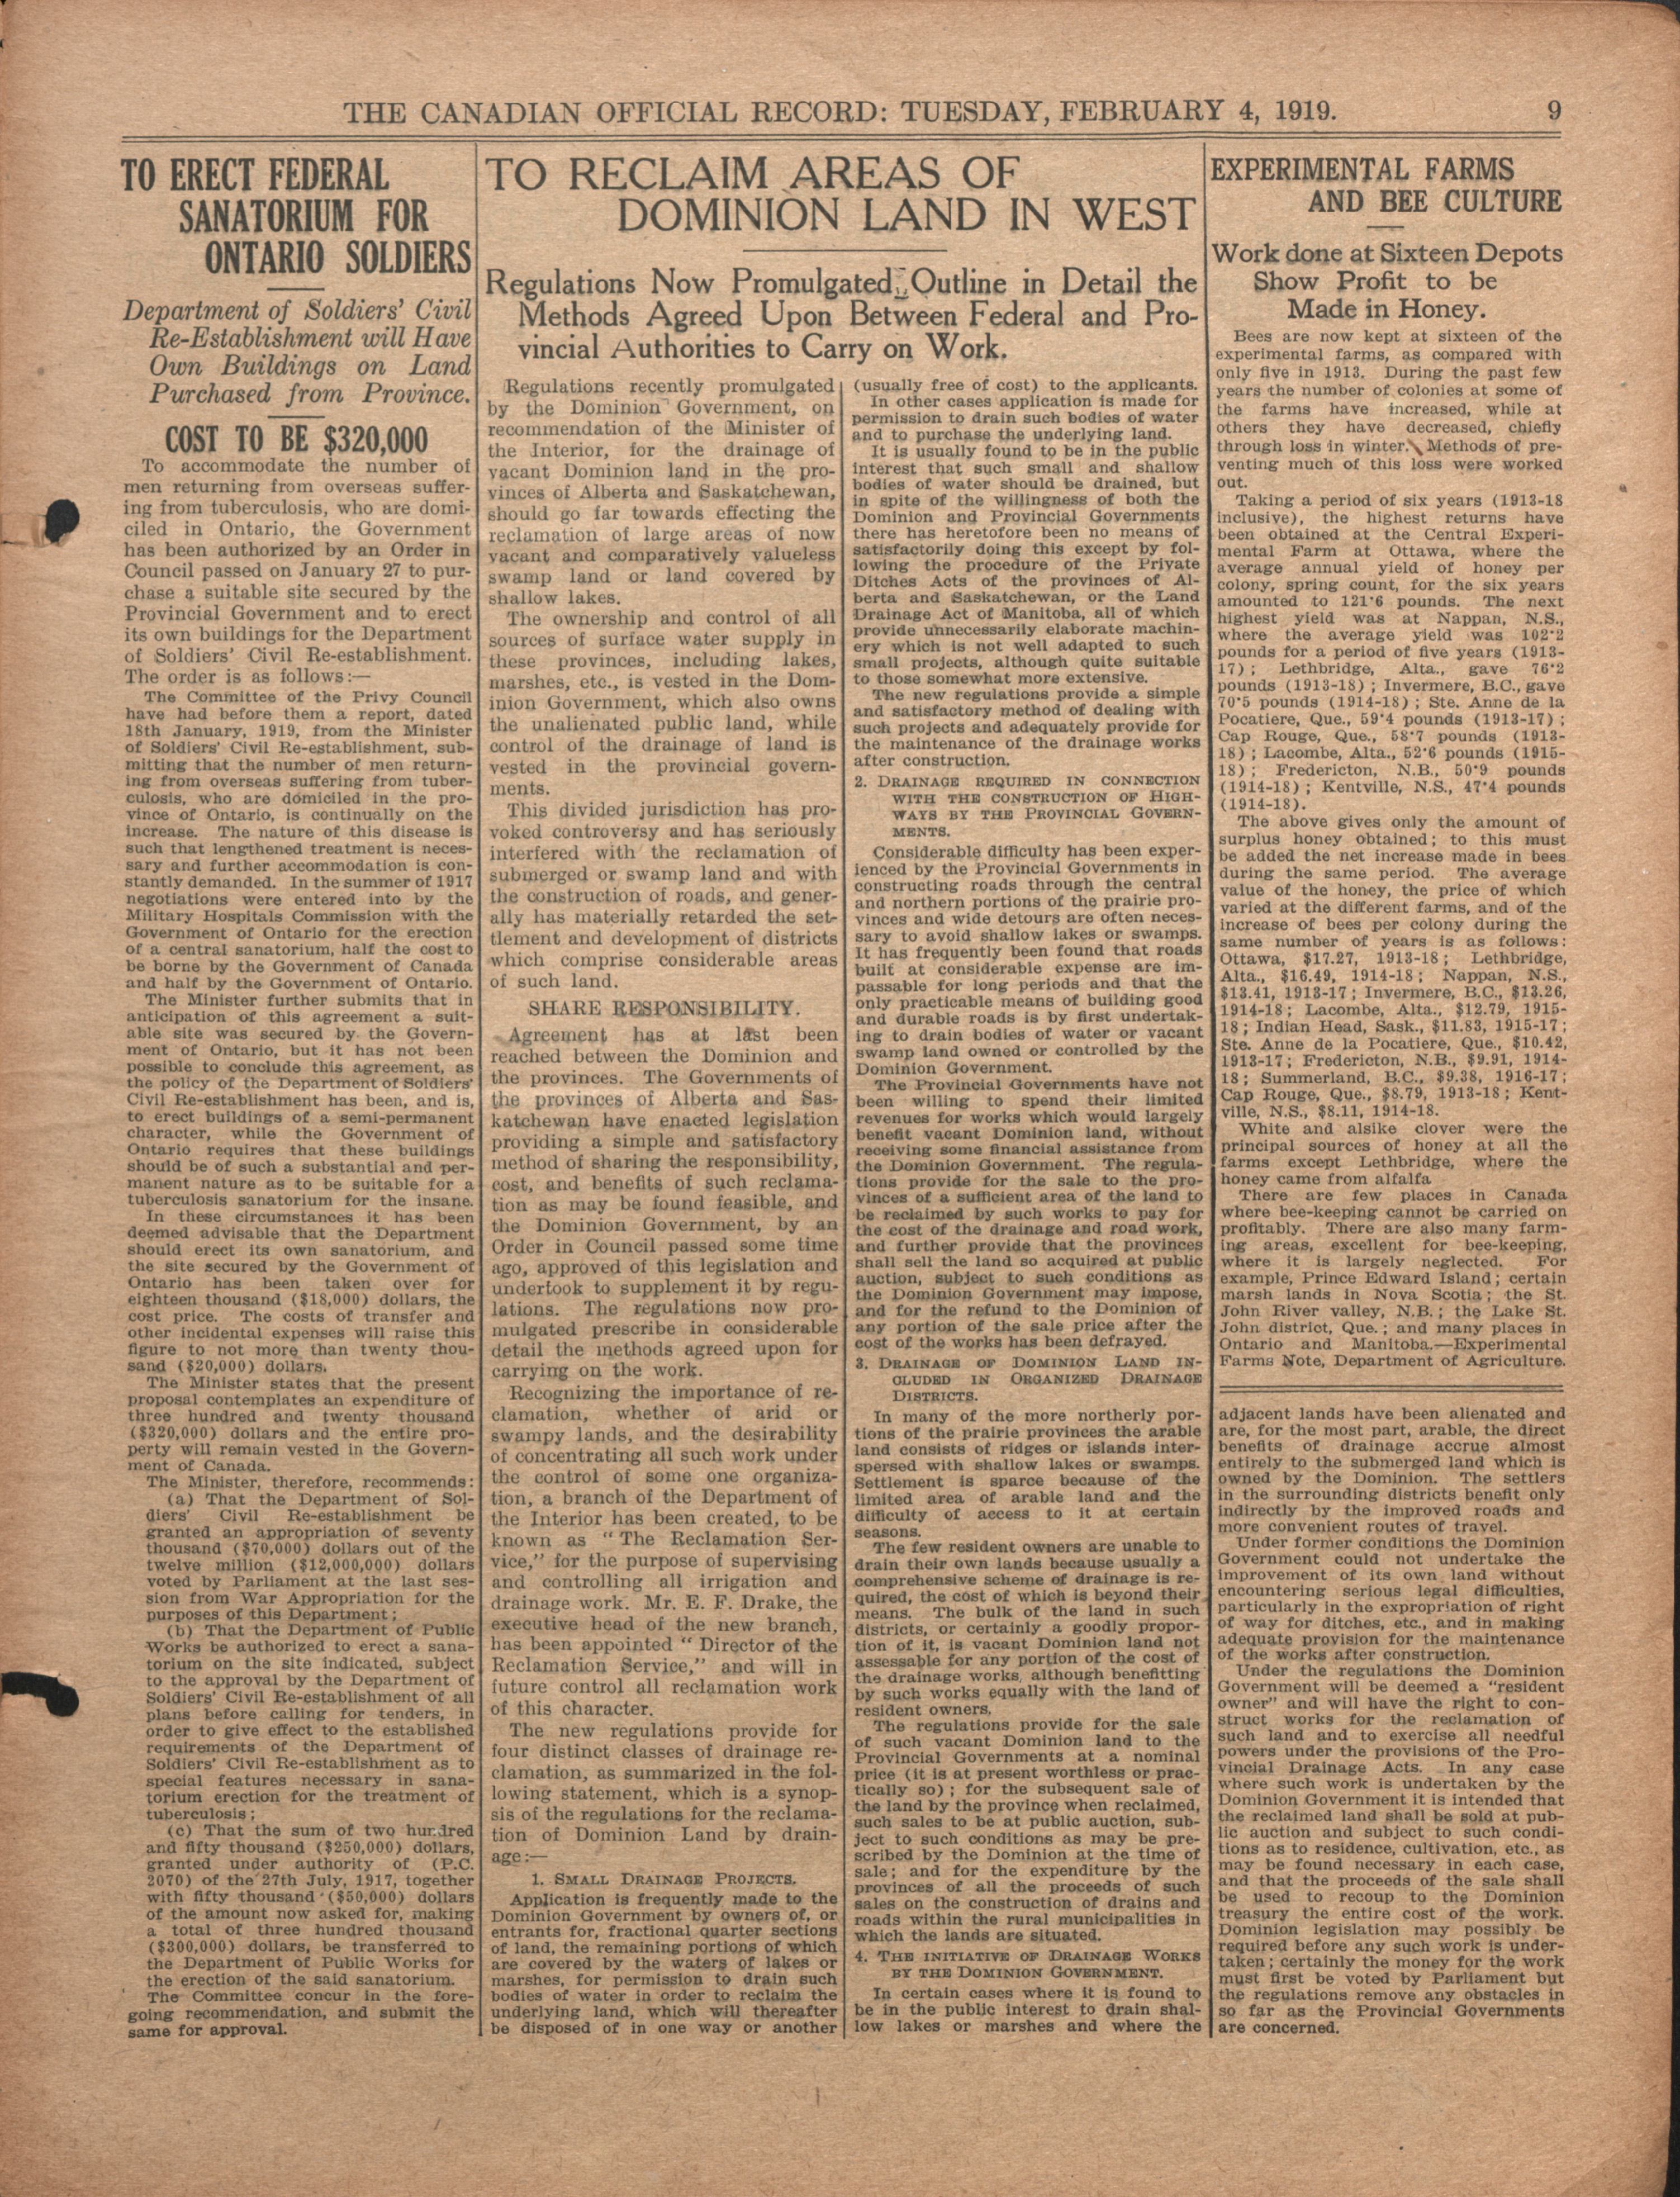 THE CANADIAN OFFICIAL RECORD: TUESDAY, FEBRUARY 4, 1919.
9
TO ERECT FEDERAL
SANATORIUM FOR
ONTARIO SOLDIERS
Department of Soldiers' Civil
Re-Establishment will Have
Own Buildings on Land
Purchased from Province.
COST TO BE $320,000
To accommodate the number of
men returning from overseas suffer-
ing from tuberculosis, who are domi-
ciled in Ontario, the Government
has been authorized by an Order in
Council passed on January 27 to pur-
chase a suitable site secured by the
Provincial Government and to erect
its own buildings for the Department
of Soldiers' Civil Re-establishment.
The order is as follows:—
The Committee of the Privy Council
have had before them a report, dated
18th January, 1919, from the Minister
of Soldiers' Civil Re-establishment, sub-
mitting that the number of men return-
ing from overseas suffering from tuber-
culosis, who are domiciled in the pro-
vince of Ontario, is continually on the
increase. The nature of this disease is
such that lengthened treatment is neces-
sary and further accommodation is con-
stantly demanded. In the summer of 1917
negotiations were entered into by the
Military Hospitals Commission with the
Government of Ontario for the erection
of a central sanatorium, half the cost to
be borne by the Government of Canada
and half by the Government of Ontario.
The Minister further submits that in
anticipation of this agreement a suit-
able site was secured by the Govern-
ment of Ontario, but it has not been
possible to conclude this agreement, as
the policy of the Department of Soldiers'
Civil Re-establishment has been, and is,
to erect buildings of a semi-permanent
character, while the Government of
Ontario requires that these buildings
should be of such a substantial and per-
manent nature as to be suitable for a
tuberculosis sanatorium for the insane.
In these circumstances it has been
deemed advisable that the Department
should erect its own sanatorium, and
the site secured by the Government of
Ontario has been taken over for
eighteen thousand ($18,000) dollars, the
cost price. The costs of transfer and
other incidental expenses will raise this
figure to not more than twenty thou-
sand ($20,000) dollars.
The Minister states that the present
proposal contemplates an expenditure of
three hundred and twenty thousand
($320,000) dollars and the entire pro-
perty will remain vested in the Govern-
ment of Canada.
The Minister, therefore, recommends:
(a) That the Department of Sol-
diers' Civil Re-establishment be
granted an appropriation of seventy
thousand ($70,000) dollars out of the
twelve million ($12,000,000) dollars
voted by Parliament at the last ses-
sion from War Appropriation for the
purposes of this Department;
(b) That the Department of Public
Works be authorized to erect a sana-
torium on the site indicated, subject
to the approval by the Department of
Soldiers' Civil Re-establishment of all
plans before calling for tenders, in
order to give effect to the established
requirements of the Department of
Soldiers' Civil Re-establishment as to
special features necessary in sana-
torium erection for the treatment of
tuberculosis;
(c) That the sum of two hundred
and fifty thousand ($250,000) dollars,
granted under authority of (P.C.
2070) of the 27th July, 1917, together
with fifty thousand ($50,000) dollars
of the amount now asked for, making
a total of three hundred thousand
($300,000) dollars, be transferred to
the Department of Public Works for
the erection of the said sanatorium.
The Committee concur in the fore-
going recommendation, and submit the
same for approval.
TO RECLAIM AREAS OF
DOMINION LAND IN WEST
Regulations Now Promulgated Outline in Detail the
Methods Agreed Upon Between Federal and Pro-
vincial Authorities to Carry on Work.
Regulations recently promulgated
by the Dominion Government, on
recommendation of the Minister of
the Interior, for the drainage of
vacant Dominion land in the pro-
vinces of Alberta and Saskatchewan,
should go far towards effecting the
reclamation of large areas of now
vacant and comparatively valueless
swamp land or land covered by
shallow lakes.
The ownership and control of all
sources of surface water supply in
these provinces, including lakes,
marshes, etc., is vested in the Dom-
inion Government, which also owns
the unalienated public land, while
control of the drainage of land is
vested in the provincial govern-
ments.
This divided jurisdiction has pro-
voked controversy and has seriously
interfered with the reclamation of
submerged or swamp land and with
the construction of roads, and gener-
ally has materially retarded the set-
tlement and development of districts
which comprise considerable areas
of such land.
SHARE RESPONSIBILITY.
Agreement has at last been
reached between the Dominion and
the provinces. The Governments of
the provinces of Alberta and Sas-
katchewan have enacted legislation
providing a simple and satisfactory
method of sharing the responsibility,
cost, and benefits of such reclama-
tion as may be found feasible, and
the Dominion Government, by an
Order in Council passed some time
ago, approved of this legislation and
undertook to supplement it by regu-
lations. The regulations now pro-
mulgated prescribe in considerable
detail the methods agreed upon for
carrying on the work.
Recognizing the importance of re-
clamation, whether of arid or
swampy lands, and the desirability
of concentrating all such work under
the control of some one organiza-
tion, a branch of the Department of
the Interior has been created, to be
known as "The Reclamation Ser-
vice," for the purpose of supervising
and controlling all irrigation and
drainage work. Mr. E. F. Drake, the
executive head of the new branch,
has been appointed "Director of the
Reclamation Service," and will in
future control all reclamation work
of this character.
The new regulations provide for
four distinct classes of drainage re-
clamation, as summarized in the fol-
lowing statement, which is a synop-
sis of the regulations for the reclama-
tion of Dominion Land by drain-
age:—
1. SMALL DRAINAGE PROJECTS.
Application is frequently made to the
Dominion Government by owners of, or
entrants for, fractional quarter sections
of land, the remaining portions of which
are covered by the waters of lakes or
marshes, for permission to drain such
bodies of water in order to reclaim the
underlying land, which will thereafter
be disposed of in one way or another
(usually free of cost) to the applicants.
In other cases application is made for
permission to drain such bodies of water
and to purchase the underlying land.
It is usually found to be in the public
interest that such small and shallow
bodies of water should be drained, but
in spite of the willingness of both the
Dominion and Provincial Governments
there has heretofore been no means of
satisfactorily doing this except by fol-
lowing the procedure of the Private
Ditches Acts of the provinces of Al-
berta and Saskatchewan, or the Land
Drainage Act of Manitoba, all of which
provide unnecessarily elaborate machin-
ery which is not well adapted to such
small projects, although quite suitable
to those somewhat more extensive.
The new regulations provide a simple
and satisfactory method of dealing with
such projects and adequately provide for
the maintenance of the drainage works
after construction.
2. DRAINAGE REQUIRED IN CONNECTION
WITH THE CONSTRUCTION OF HIGH-
WAYS BY THE PROVINCIAL GOVERN-
MENTS.
Considerable difficulty has been exper-
ienced by the Provincial Governments in
constructing roads through the central
and northern portions of the prairie pro-
vinces and wide detours are often neces-
sary to avoid shallow lakes or swamps.
It has frequently been found that roads
built at considerable expense are im-
passable for long periods and that the
only practicable means of building good
and durable roads is by first undertak-
ing to drain bodies of water or vacant
swamp land owned or controlled by the
Dominion Government.
The Provincial Governments have not
been willing to spend their limited
revenues for works which would largely
benefit vacant Dominion land, without
receiving some financial assistance from
the Dominion Government. The regula-
tions provide for the sale to the pro-
vinces of a sufficient area of the land to
be reclaimed by such works to pay for
the cost of the drainage and road work,
and further provide that the provinces
shall sell the land so acquired at public
auction, subject to such conditions as
the Dominion Government may impose,
and for the refund to the Dominion of
any portion of the sale price after the
cost of the works has been defrayed.
3. DRAINAGE OF DOMINION LAND IN-
CLUDED IN ORGANIZED DRAINAGE
DISTRICTS.
In many of the more northerly por-
tions of the prairie provinces the arable
land consists of ridges or islands inter-
spersed with shallow lakes or swamps.
Settlement is sparce because of the
limited area of arable land and the
difficulty of access to it at certain
seasons.
The few resident owners are unable to
drain their own lands because usually a
comprehensive scheme of drainage is re-
quired, the cost of which is beyond their
means. The bulk of the land in such
districts, or certainly a goodly propor-
tion of it, is vacant Dominion land not
assessable for any portion of the cost of
the drainage works, although benefitting
by such works equally with the land of
resident owners.
The regulations provide for the sale
of such vacant Dominion land to the
Provincial Governments at a nominal
price (it is at present worthless or prac-
tically so); for the subsequent sale of
the land by the province when reclaimed,
such sales to be at public auction, sub-
ject to such conditions as may be pre-
scribed by the Dominion at the time of
sale; and for the expenditure by the
provinces of all the proceeds of such
sales on the construction of drains and
roads within the rural municipalities in
which the lands are situated.
4. THE INITIATIVE OF DRAINAGE WORKS
BY THE DOMINION GOVERNMENT.
In certain cases where it is found to
be in the public interest to drain shal-
low lakes or marshes and where the
adjacent lands have been alienated and
are, for the most part, arable, the direct
benefits of drainage accrue almost
entirely to the submerged land which is
owned by the Dominion. The settlers
in the surrounding districts benefit only
indirectly by the improved roads and
more convenient routes of travel.
Under former conditions the Dominion
Government could not undertake the
improvement of its own land without
encountering serious legal difficulties,
particularly in the expropriation of right
of way for ditches, etc., and in making
adequate provision for the maintenance
of the works after construction.
Under the regulations the Dominion
Government will be deemed a "resident
owner" and will have the right to con-
struct works for the reclamation of
such land and to exercise all needful
powers under the provisions of the Pro-
vincial Drainage Acts. In any case
where such work is undertaken by the
Dominion Government it is intended that
the reclaimed land shall be sold at pub-
lic auction and subject to such condi-
tions as to residence, cultivation, etc., as
may be found necessary in each case,
and that the proceeds of the sale shall
be used to recoup to the Dominion
treasury the entire cost of the work.
Dominion legislation may possibly be
required before any such work is under-
taken; certainly the money for the work
must first be voted by Parliament but
the regulations remove any obstacles in
so far as the Provincial Governments
are concerned.
EXPERIMENTAL FARMS
AND BEE CULTURE
Work done at Sixteen Depots
Show Profit to be
Made in Honey.
Bees are now kept at sixteen of the
experimental farms, as compared with
only five in 1913. During the past few
years the number of colonies at some of
the farms have increased, while at
others they have decreased, chiefly
through loss in winter. Methods of pre-
venting much of this loss were worked
out.
Taking a period of six years (1913-18
inclusive), the highest returns have
been obtained at the Central Experi-
mental Farm at Ottawa, where the
average annual yield of honey per
colony, spring count, for the six years
amounted to 121·6 pounds. The next
highest yield was at Nappan, N.S.,
where the average yield was 102·2
pounds for a period of five years (1913-
17); Lethbridge, Alta., gave 76·2
pounds (1913-18); Invermere, B.C., gave
70·5 pounds (1914-18); Ste. Anne de la
Pocatiere, Que., 59·4 pounds (1913-17);
Cap Rouge, Que., 58·7 pounds (1913-
18); Lacombe, Alta., 52·6 pounds (1915-
18); Fredericton, N.B., 50·9 pounds
(1914-18); Kentville, N.S., 47·4 pounds
(1914-18).
The above gives only the amount of
surplus honey obtained; to this must
be added the net increase made in bees
during the same period. The average
value of the honey, the price of which
varied at the different farms, and of the
increase of bees per colony during the
same number of years is as follows:
Ottawa, $17.27, 1913-18; Lethbridge,
Alta., $16.49, 1914-18; Nappan, N.S.,
$13.41, 1913-17; Invermere, B.C., $13.26,
1914-18; Lacombe, Alta., $12.79, 1915-
18; Indian Head, Sask., $11.83, 1915-17;
Ste. Anne de la Pocatiere, Que., $10.42,
1913-17; Fredericton, N.B., $9.91, 1914-
18; Summerland, B.C., $9.38, 1916-17;
Cap Rouge, Que., $8.79, 1913-18; Kent-
ville, N.S., $8.11, 1914-18.
White and alsike clover were the
principal sources of honey at all the
farms except Lethbridge, where the
honey came from alfalfa
There are few places in Canada
where bee-keeping cannot be carried on
profitably. There are also many farm-
ing areas, excellent for bee-keeping,
where it is largely neglected. For
example, Prince Edward Island; certain
marsh lands in Nova Scotia; the St.
John River valley, N.B.; the Lake St.
John district, Que.; and many places in
Ontario and Manitoba.—Experimental
Farms Note, Department of Agriculture.